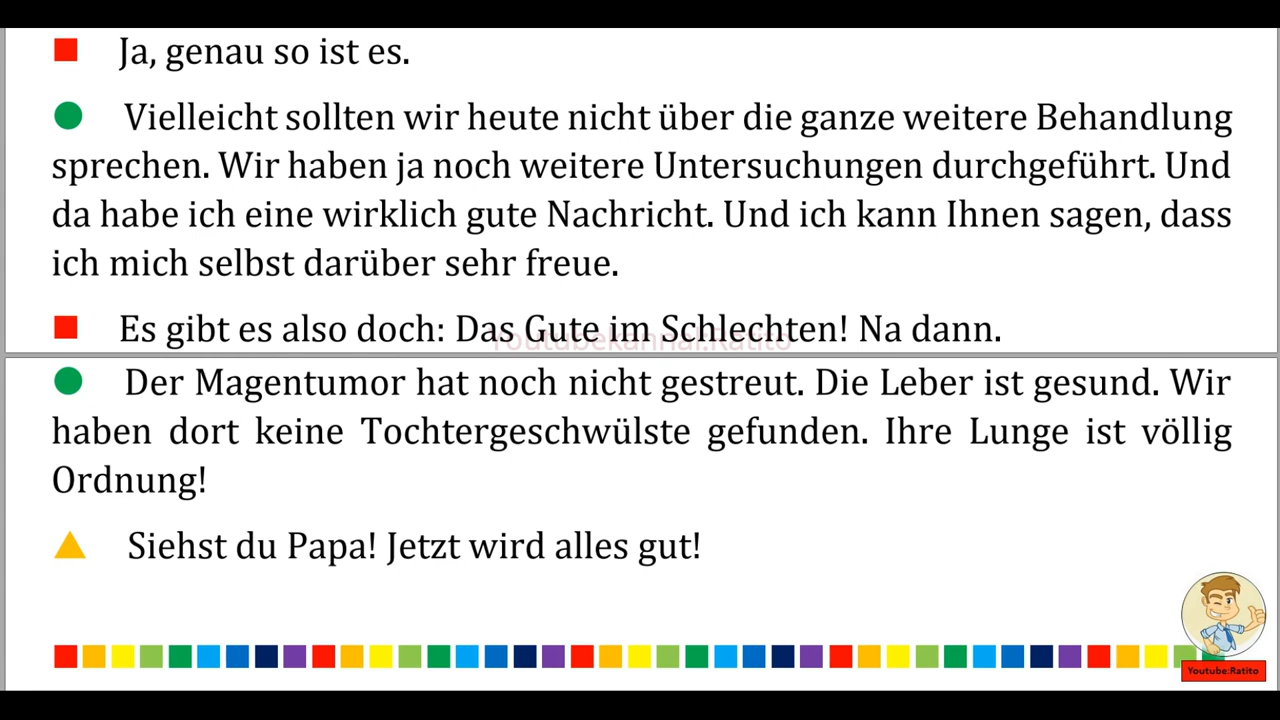 Ja, genau so ist es.
Vielleicht sollten wir heute nicht über die ganze weitere Behandlung
sprechen. Wir haben ja noch weitere Untersuchungen durchgeführt. Und
da habe ich eine wirklich gute Nachricht. Und ich kann Ihnen sagen, dass
ich mich selbst darüber sehr freue.
Es gibt es also doch: Das Gute im Schlechten! Na dann.
Youtubekannal:Ratito
Der Magentumor hat noch nicht gestreut. Die Leber ist gesund. Wir
haben dort keine Tochtergeschwülste gefunden. Ihre Lunge ist völlig
Ordnung!
Siehst du Papa! Jetzt wird alles gut!
Youtube:Ratito